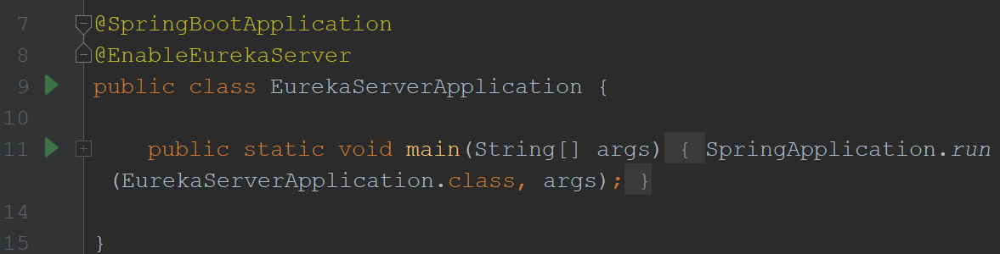 7 @SpringBootApplication
8 @EnableEurekaServer
9 public class EurekaServerApplication {
10
11 public static void main(String[] args) { SpringApplication.run
(EurekaServerApplication.class, args); }
14
15 }